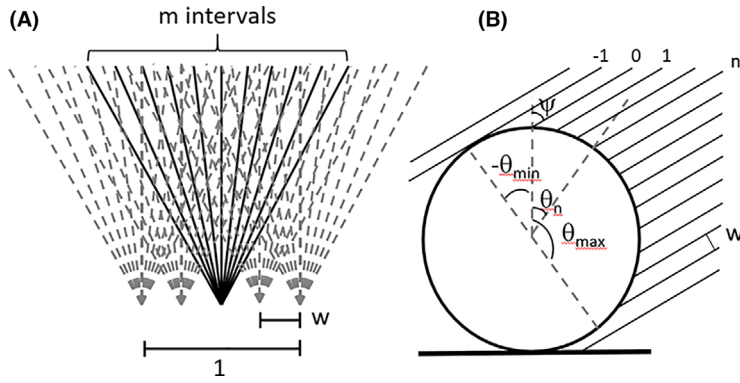 (A)
m intervals
w
1
(B)
-1 0 1 n
ψ
-θmin
θn
θmax
w